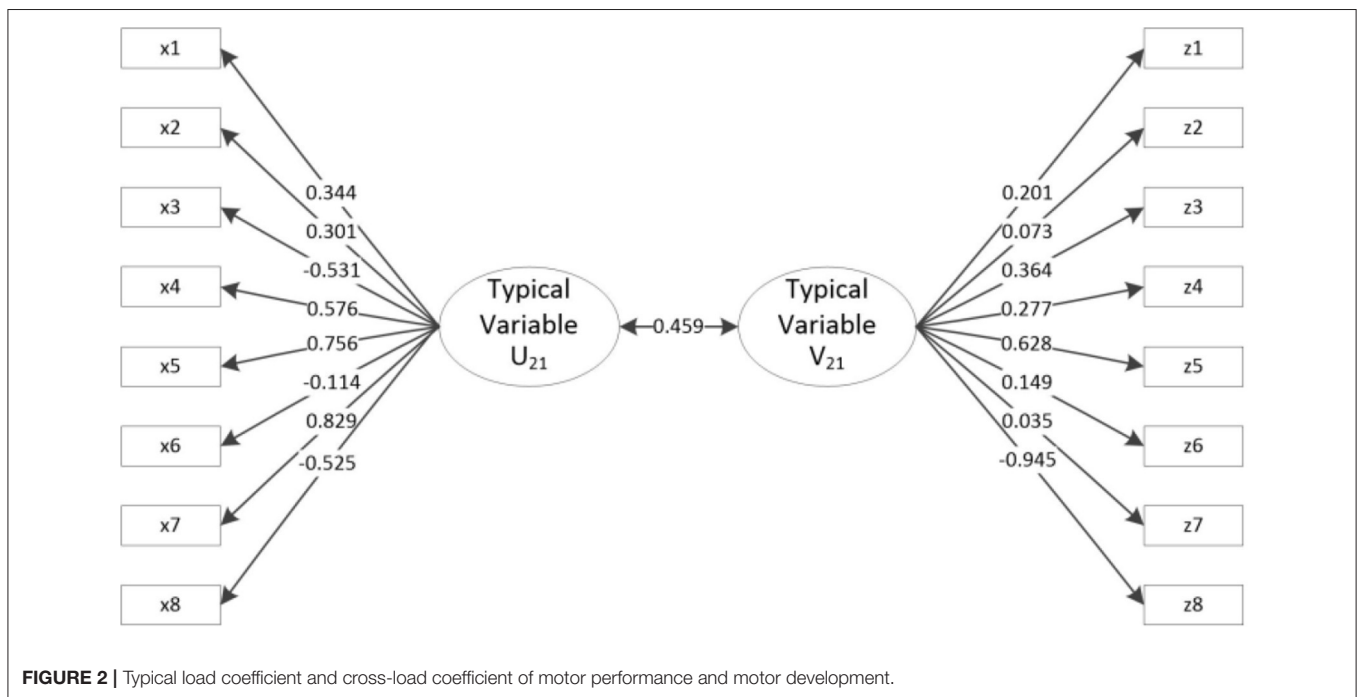 x1
x2
x3
x4
x5
x6
x7
x8
0.344
0.301
-0.531
0.576
0.756
-0.114
0.829
-0.525
Typical
Variable
U₂₁
0.459
Typical
Variable
V₂₁
0.201
0.073
0.364
0.277
0.628
0.149
0.035
-0.945
z1
z2
z3
z4
z5
z6
z7
z8
FIGURE 2 | Typical load coefficient and cross-load coefficient of motor performance and motor development.